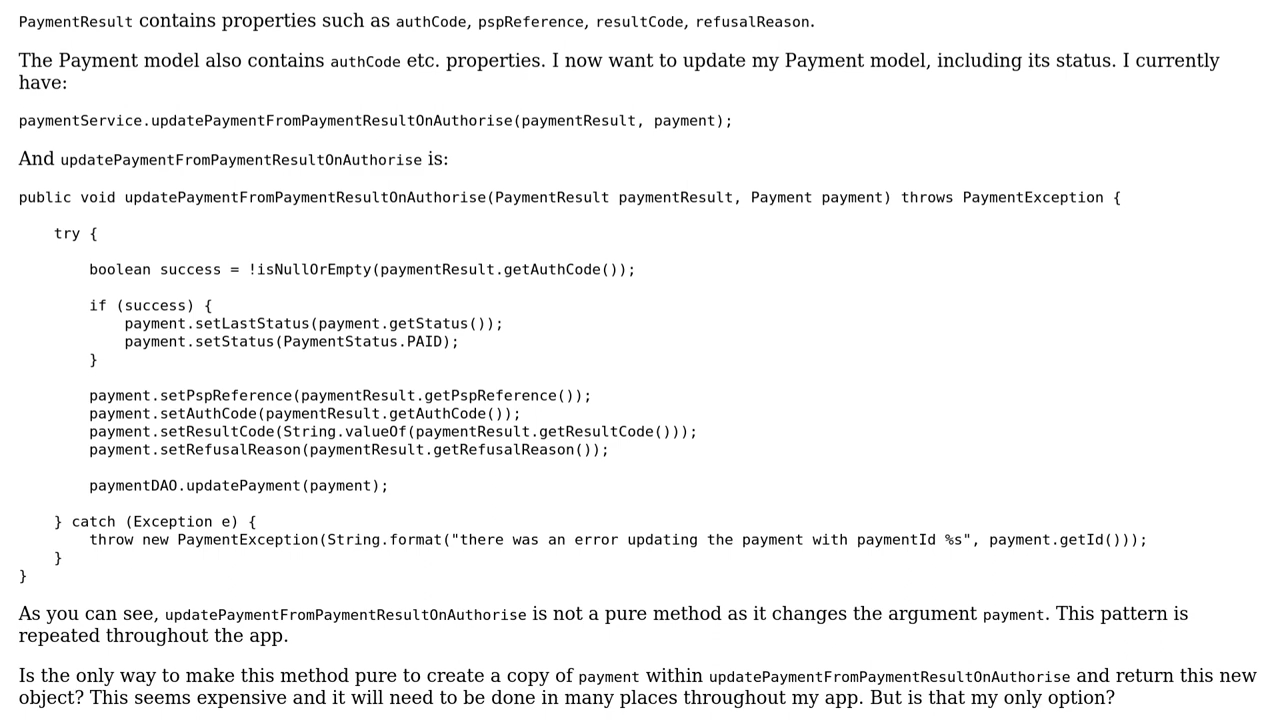 PaymentResult contains properties such as authCode, pspReference, resultCode, refusalReason.
The Payment model also contains authCode etc. properties. I now want to update my Payment model, including its status. I currently
have:
paymentService.updatePaymentFromPaymentResultOnAuthorise(paymentResult, payment);
And updatePaymentFromPaymentResultOnAuthorise is:
public void updatePaymentFromPaymentResultOnAuthorise(PaymentResult paymentResult, Payment payment) throws PaymentException {
    try {
        boolean success = !isNullOrEmpty(paymentResult.getAuthCode());
        if (success) {
            payment.setLastStatus(payment.getStatus());
            payment.setStatus(PaymentStatus.PAID);
        }
        payment.setPspReference(paymentResult.getPspReference());
        payment.setAuthCode(paymentResult.getAuthCode());
        payment.setResultCode(String.valueOf(paymentResult.getResultCode()));
        payment.setRefusalReason(paymentResult.getRefusalReason());
        paymentDAO.updatePayment(payment);
    } catch (Exception e) {
        throw new PaymentException(String.format("there was an error updating the payment with paymentId %s", payment.getId()));
    }
}
As you can see, updatePaymentFromPaymentResultOnAuthorise is not a pure method as it changes the argument payment. This pattern is
repeated throughout the app.
Is the only way to make this method pure to create a copy of payment within updatePaymentFromPaymentResultOnAuthorise and return this new
object? This seems expensive and it will need to be done in many places throughout my app. But is that my only option?